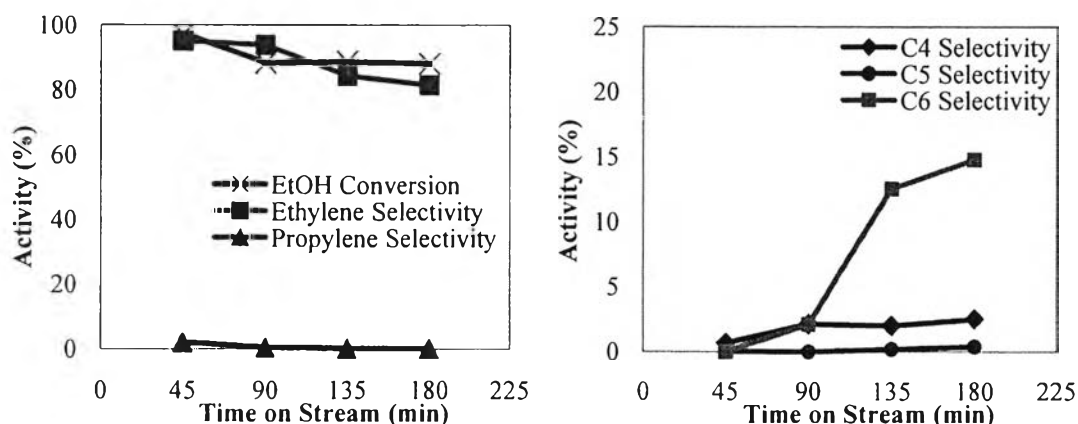 100
80
60
40
20
0
Activity (%)
EtOH Conversion
Ethylene Selectivity
Propylene Selectivity
0 45 90 135 180 225
Time on Stream (min)
25
20
15
10
5
0
Activity (%)
C4 Selectivity
C5 Selectivity
C6 Selectivity
0 45 90 135 180 225
Time on Stream (min)